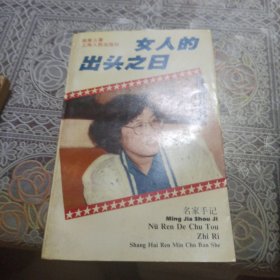 女人的
出头之日
名家手记
Ming Jia Shou Ji
Nü Ren De Chu Tou
Zhi Ri
Shang Hai Ren Min Chu Ban She